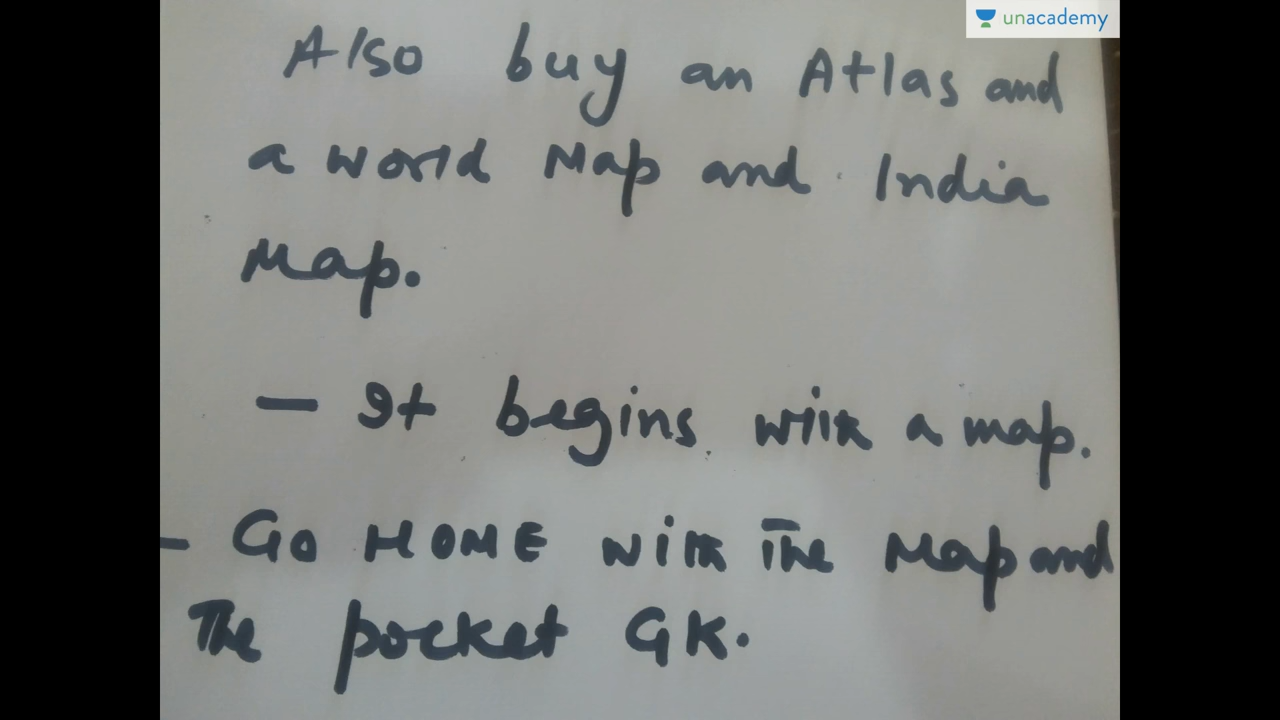 unacademy
Also buy an Atlas and
a world Map and India
Map.
— It begins with a map.
- Go HOME with the Map and
The pocket GK.